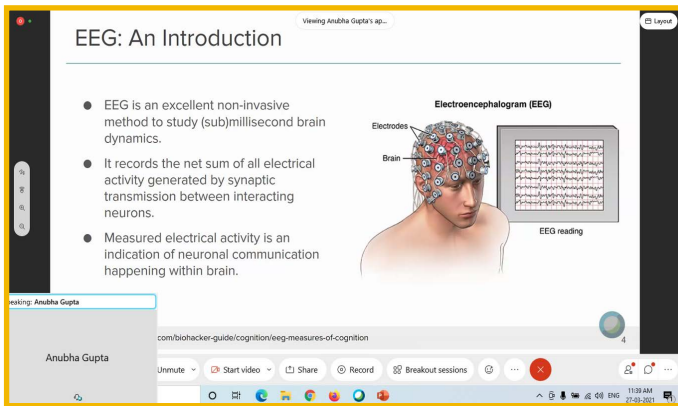 Viewing Anubha Gupta's ap...
Layout
EEG: An Introduction
EEG is an excellent non-invasive
method to study (sub)millisecond brain
dynamics.
It records the net sum of all electrical
activity generated by synaptic
transmission between interacting
neurons.
Measured electrical activity is an
indication of neuronal communication
happening within brain.
Electroencephalogram (EEG)
Electrodes
Brain
EEG reading
eaking: Anubha Gupta
Anubha Gupta
com/biohacker-guide/cognition/eeg-measures-of-cognition
4
Unmute
Start video
Share
Record
Breakout sessions
ENG
11:39 AM
27-03-2021